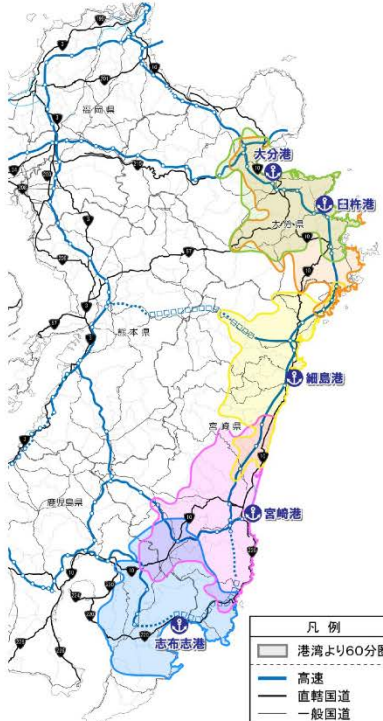 福岡県
大分港
臼杵港
大分県
熊本県
細島港
宮崎県
鹿児島県
宮崎港
志布志港
凡 例
港湾より60分圏
高速
直轄国道
一般国道